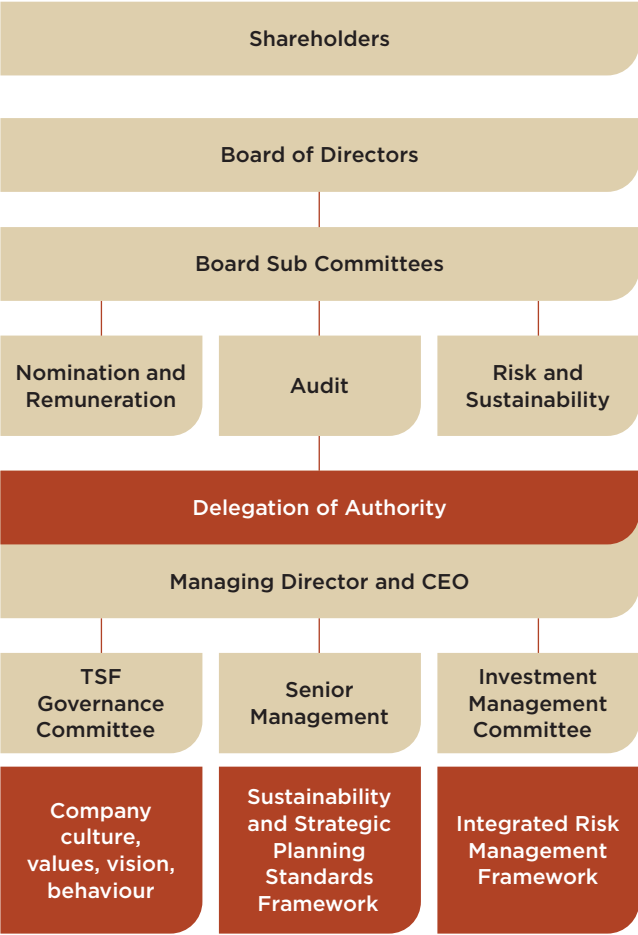 Shareholders
Board of Directors
Board Sub Committees
Nomination and
Remuneration
Audit
Risk and
Sustainability
Delegation of Authority
Managing Director and CEO
TSF
Governance
Committee
Senior
Management
Investment
Management
Committee
Company
culture,
values, vision,
behaviour
Sustainability
and Strategic
Planning
Standards
Framework
Integrated Risk
Management
Framework